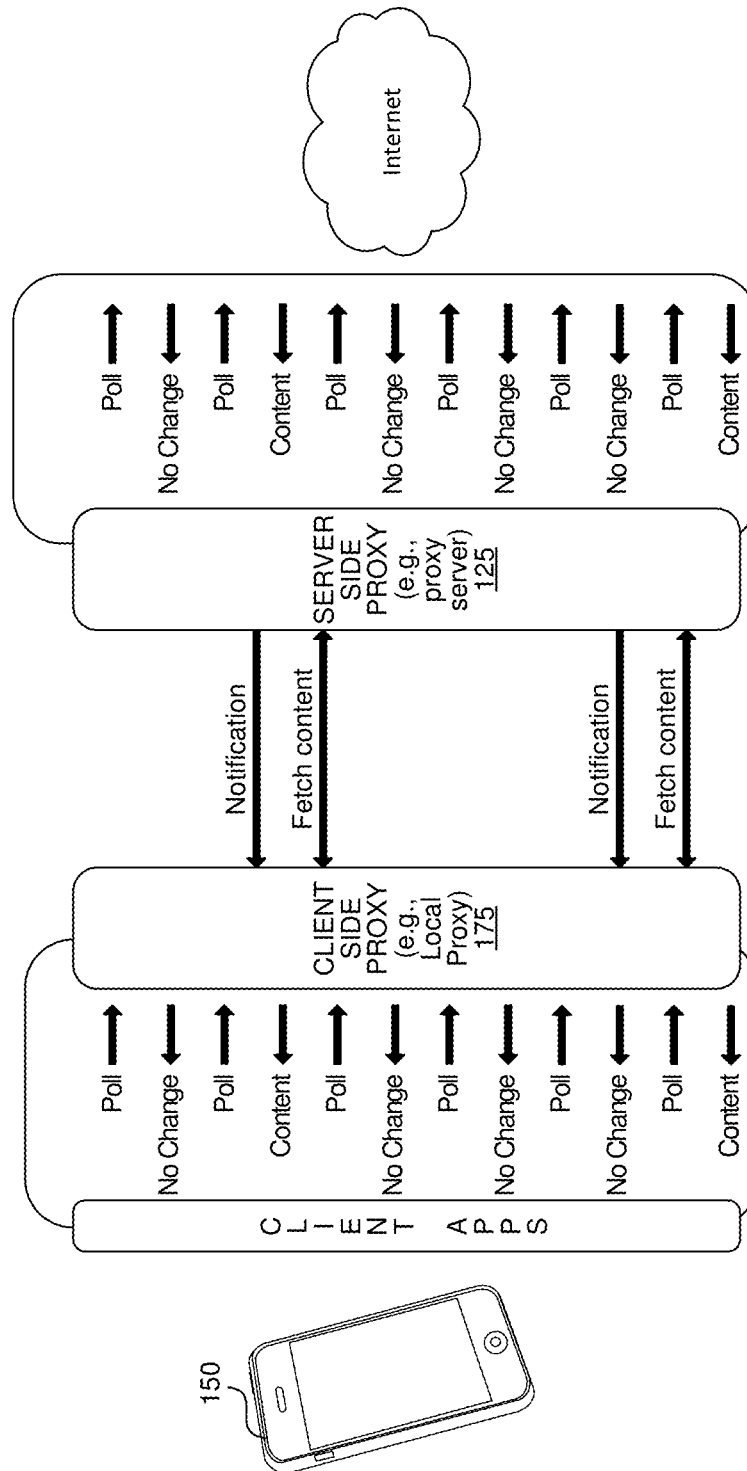 150
CLIENT APPS
Poll
No Change
Poll
Content
Poll
No Change
Poll
No Change
Poll
No Change
Poll
Content
CLIENT
SIDE
PROXY
(e.g.,
Local
Proxy)
175
Notification
Fetch content
Notification
Fetch content
SERVER
SIDE
PROXY
(e.g.,
proxy
server)
125
Poll
No Change
Poll
Content
Poll
No Change
Poll
No Change
Poll
No Change
Poll
Content
Internet